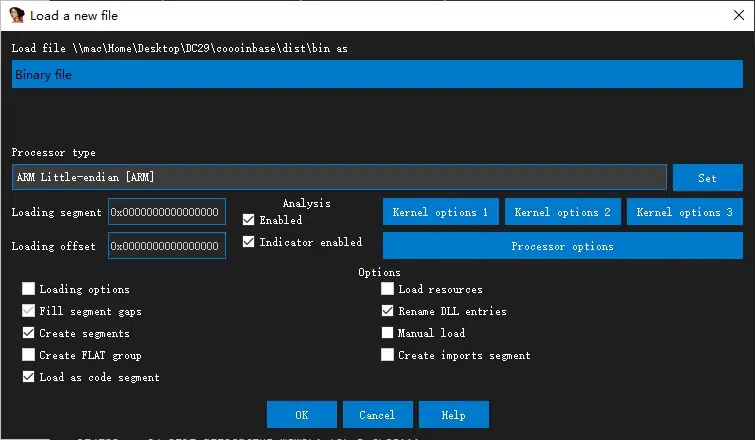 Load a new file
Load file \\mac\Home\Desktop\DC29\coooinbase\dist\bin as
Binary file
Processor type
ARM Little-endian [ARM]
Set
Loading segment 0x0000000000000000
Loading offset 0x0000000000000000
Analysis
Enabled
Indicator enabled
Kernel options 1
Kernel options 2
Kernel options 3
Processor options
Options
Loading options
Fill segment gaps
Create segments
Create FLAT group
Load as code segment
Load resources
Rename DLL entries
Manual load
Create imports segment
OK
Cancel
Help